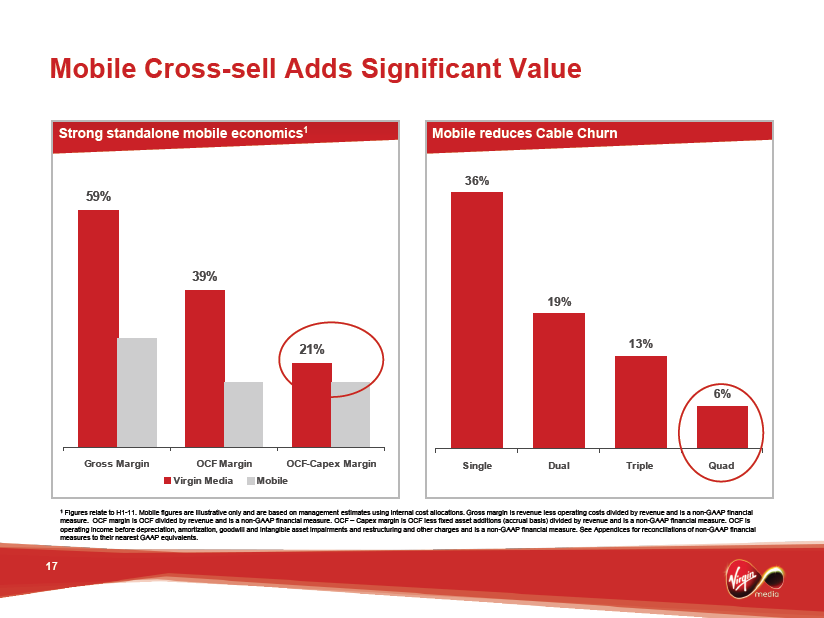 Mobile Cross-sell Adds Significant Value
Strong standalone mobile economics¹
59%
39%
21%
Gross Margin
OCF Margin
OCF-Capex Margin
Virgin Media
Mobile
Mobile reduces Cable Churn
36%
19%
13%
6%
Single
Dual
Triple
Quad
¹ Figures relate to H1-11. Mobile figures are illustrative only and are based on management estimates using internal cost allocations. Gross margin is revenue less operating costs divided by revenue and is a non-GAAP financial
measure. OCF margin is OCF divided by revenue and is a non-GAAP financial measure. OCF – Capex margin is OCF less fixed asset additions (accrual basis) divided by revenue and is a non-GAAP financial measure. OCF is
operating income before depreciation, amortization, goodwill and intangible asset impairments and restructuring and other charges and is a non-GAAP financial measure. See Appendices for reconciliations of non-GAAP financial
measures to their nearest GAAP equivalents.
17
Virgin
media